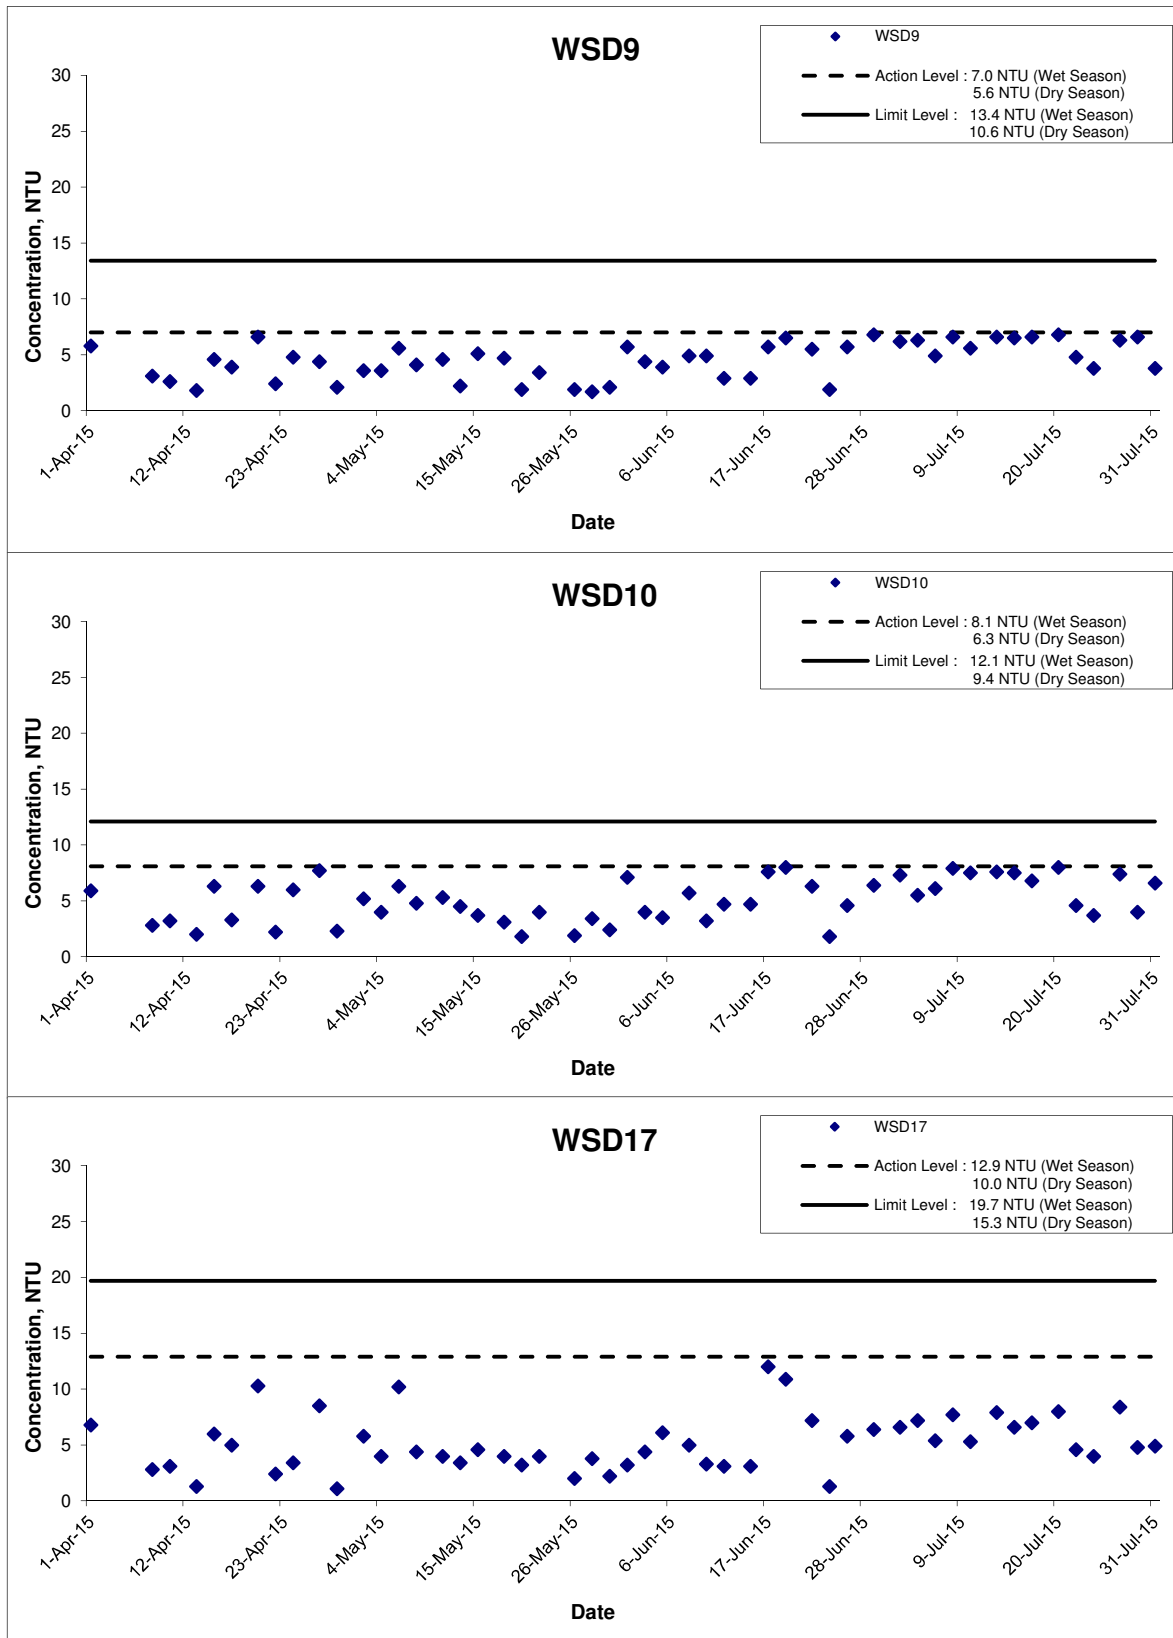 WSD9
WSD9
Action Level : 7.0 NTU (Wet Season)
5.6 NTU (Dry Season)
Limit Level : 13.4 NTU (Wet Season)
10.6 NTU (Dry Season)
Concentration, NTU
30
25
20
15
10
5
0
1-Apr-15
12-Apr-15
23-Apr-15
4-May-15
15-May-15
26-May-15
6-Jun-15
17-Jun-15
28-Jun-15
9-Jul-15
20-Jul-15
31-Jul-15
Date
WSD10
WSD10
Action Level : 8.1 NTU (Wet Season)
6.3 NTU (Dry Season)
Limit Level : 12.1 NTU (Wet Season)
9.4 NTU (Dry Season)
Concentration, NTU
30
25
20
15
10
5
0
1-Apr-15
12-Apr-15
23-Apr-15
4-May-15
15-May-15
26-May-15
6-Jun-15
17-Jun-15
28-Jun-15
9-Jul-15
20-Jul-15
31-Jul-15
Date
WSD17
WSD17
Action Level : 12.9 NTU (Wet Season)
10.0 NTU (Dry Season)
Limit Level : 19.7 NTU (Wet Season)
15.3 NTU (Dry Season)
Concentration, NTU
30
25
20
15
10
5
0
1-Apr-15
12-Apr-15
23-Apr-15
4-May-15
15-May-15
26-May-15
6-Jun-15
17-Jun-15
28-Jun-15
9-Jul-15
20-Jul-15
31-Jul-15
Date